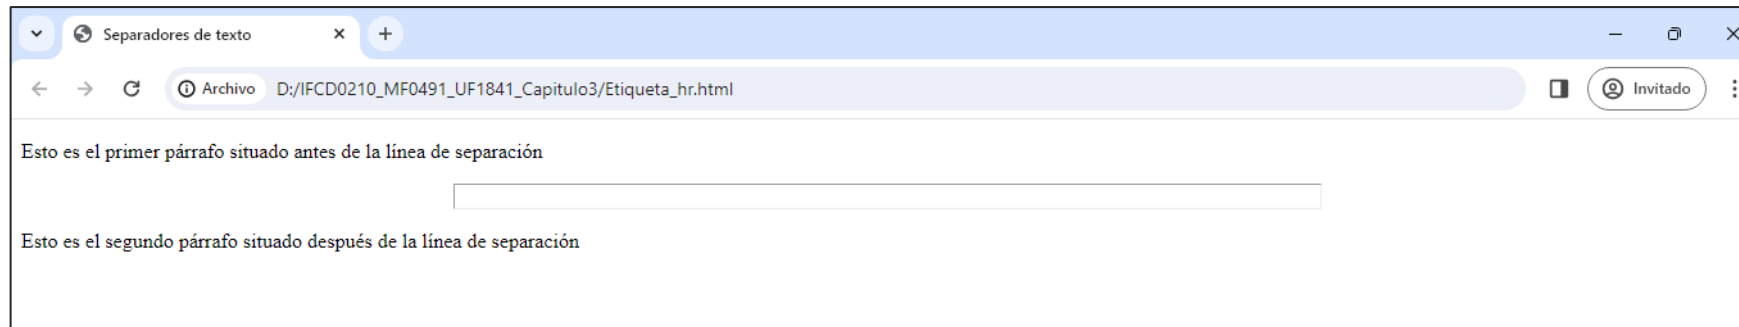 Separadores de texto
Archivo D:/IFCD0210_MF0491_UF1841_Capitulo3/Etiqueta_hr.html Invitado
Esto es el primer párrafo situado antes de la línea de separación
Esto es el segundo párrafo situado después de la línea de separación